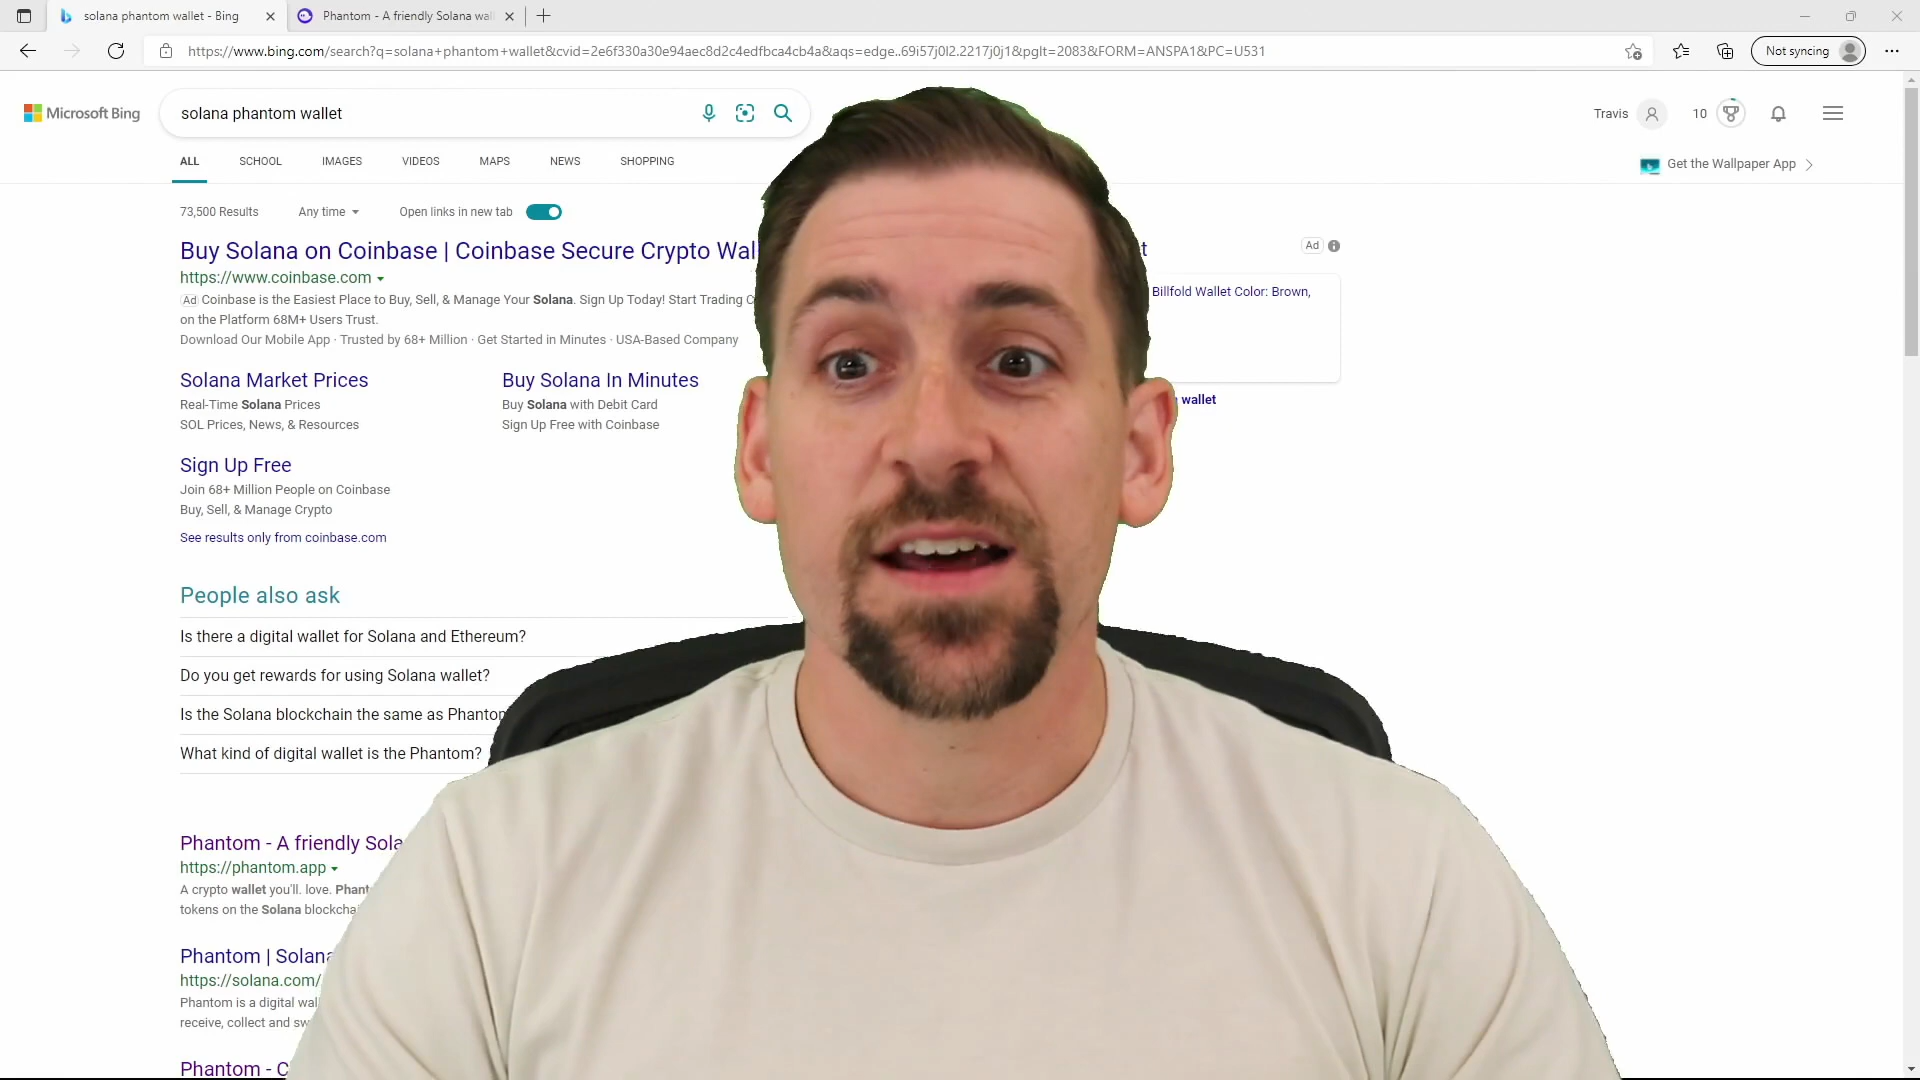 solana phantom wallet - Bing
Phantom - A friendly Solana wall
https://www.bing.com/search?q=solana+phantom+wallet&cvid=2e6f330a30e94aec8d2c4edfbca4cb4a&aqs=edge..69i57j0l2.2217j0j1&pglt=2083&FORM=ANSPA1&PC=U531
Not syncing
Microsoft Bing
solana phantom wallet
Travis
10
ALL SCHOOL IMAGES VIDEOS MAPS NEWS SHOPPING
Get the Wallpaper App
73,500 Results Any time Open links in new tab
Buy Solana on Coinbase | Coinbase Secure Crypto Wal
https://www.coinbase.com
Ad Coinbase is the Easiest Place to Buy, Sell, & Manage Your Solana. Sign Up Today! Start Trading C
on the Platform 68M+ Users Trust.
Download Our Mobile App · Trusted by 68+ Million · Get Started in Minutes · USA-Based Company
Solana Market Prices
Real-Time Solana Prices
SOL Prices, News, & Resources
Buy Solana In Minutes
Buy Solana with Debit Card
Sign Up Free with Coinbase
Sign Up Free
Join 68+ Million People on Coinbase
Buy, Sell, & Manage Crypto
See results only from coinbase.com
People also ask
Is there a digital wallet for Solana and Ethereum?
Do you get rewards for using Solana wallet?
Is the Solana blockchain the same as Phantom
What kind of digital wallet is the Phantom?
Phantom - A friendly Sola
https://phantom.app
A crypto wallet you'll. love. Phant
tokens on the Solana blockcha
Phantom | Solana
https://solana.com/
Phantom is a digital wal
receive, collect and sw
Phantom - C
t
Ad
Billfold Wallet Color: Brown,
wallet